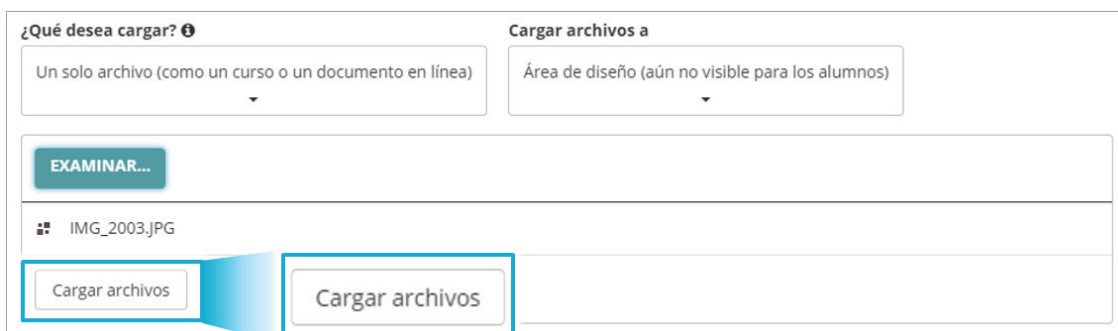 ¿Qué desea cargar?
Cargar archivos a
Un solo archivo (como un curso o un documento en línea)
Área de diseño (aún no visible para los alumnos)
EXAMINAR...
IMG_2003.JPG
Cargar archivos
Cargar archivos